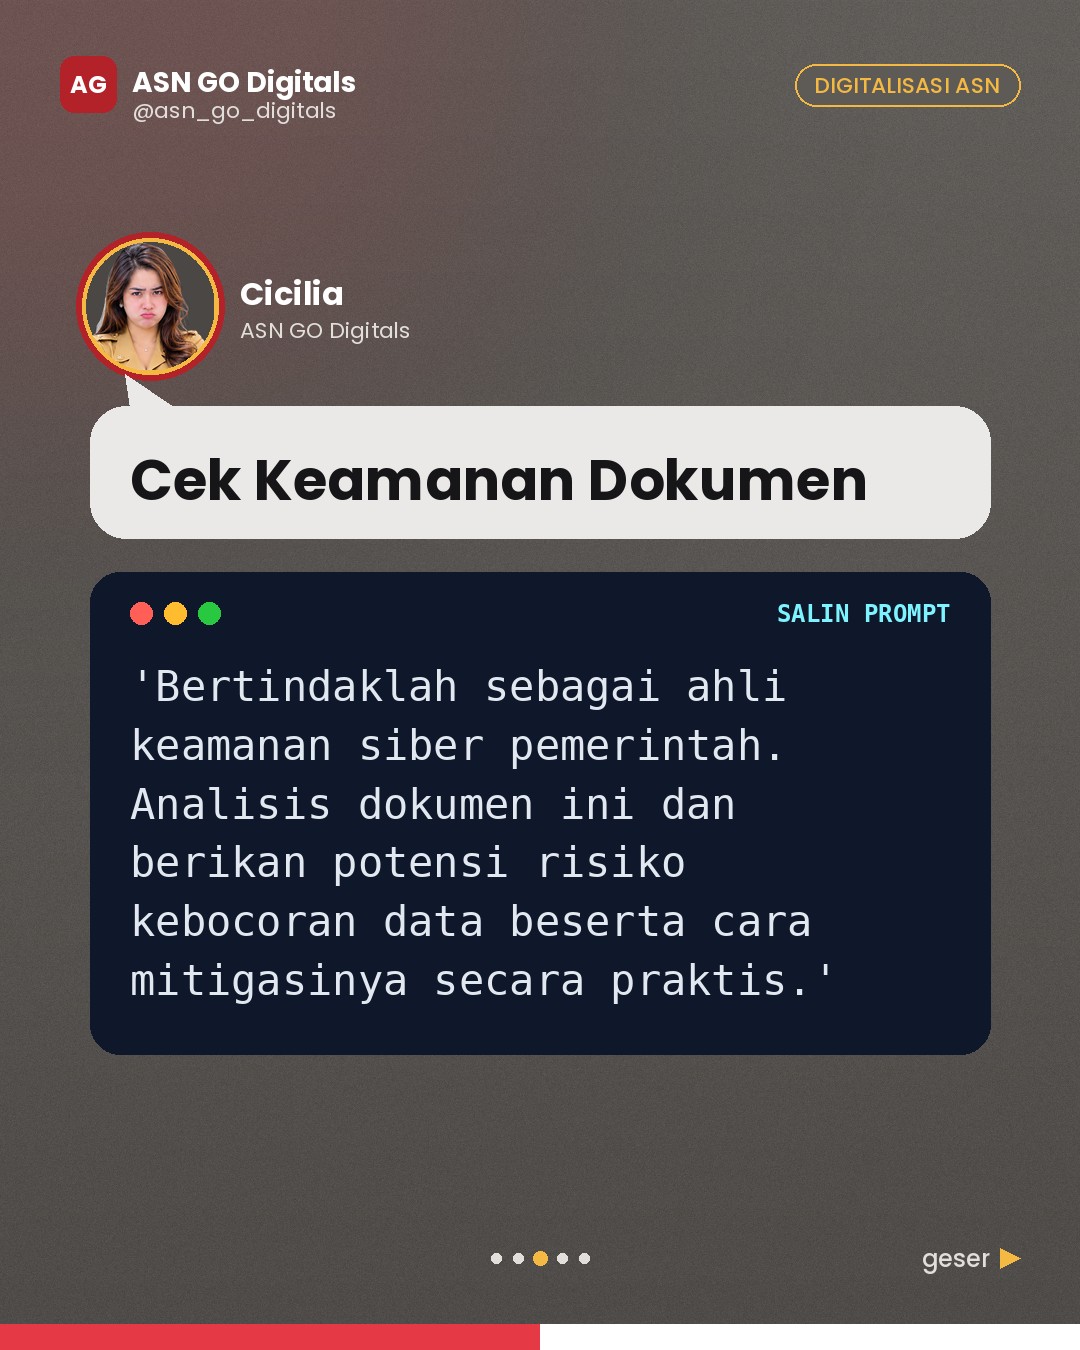 AG
ASN GO Digitals
@asn_go_digitals
DIGITALISASI ASN
Cicilia
ASN GO Digitals
Cek Keamanan Dokumen
SALIN PROMPT
'Bertindaklah sebagai ahli
keamanan siber pemerintah.
Analisis dokumen ini dan
berikan potensi risiko
kebocoran data beserta cara
mitigasinya secara praktis.'
geser